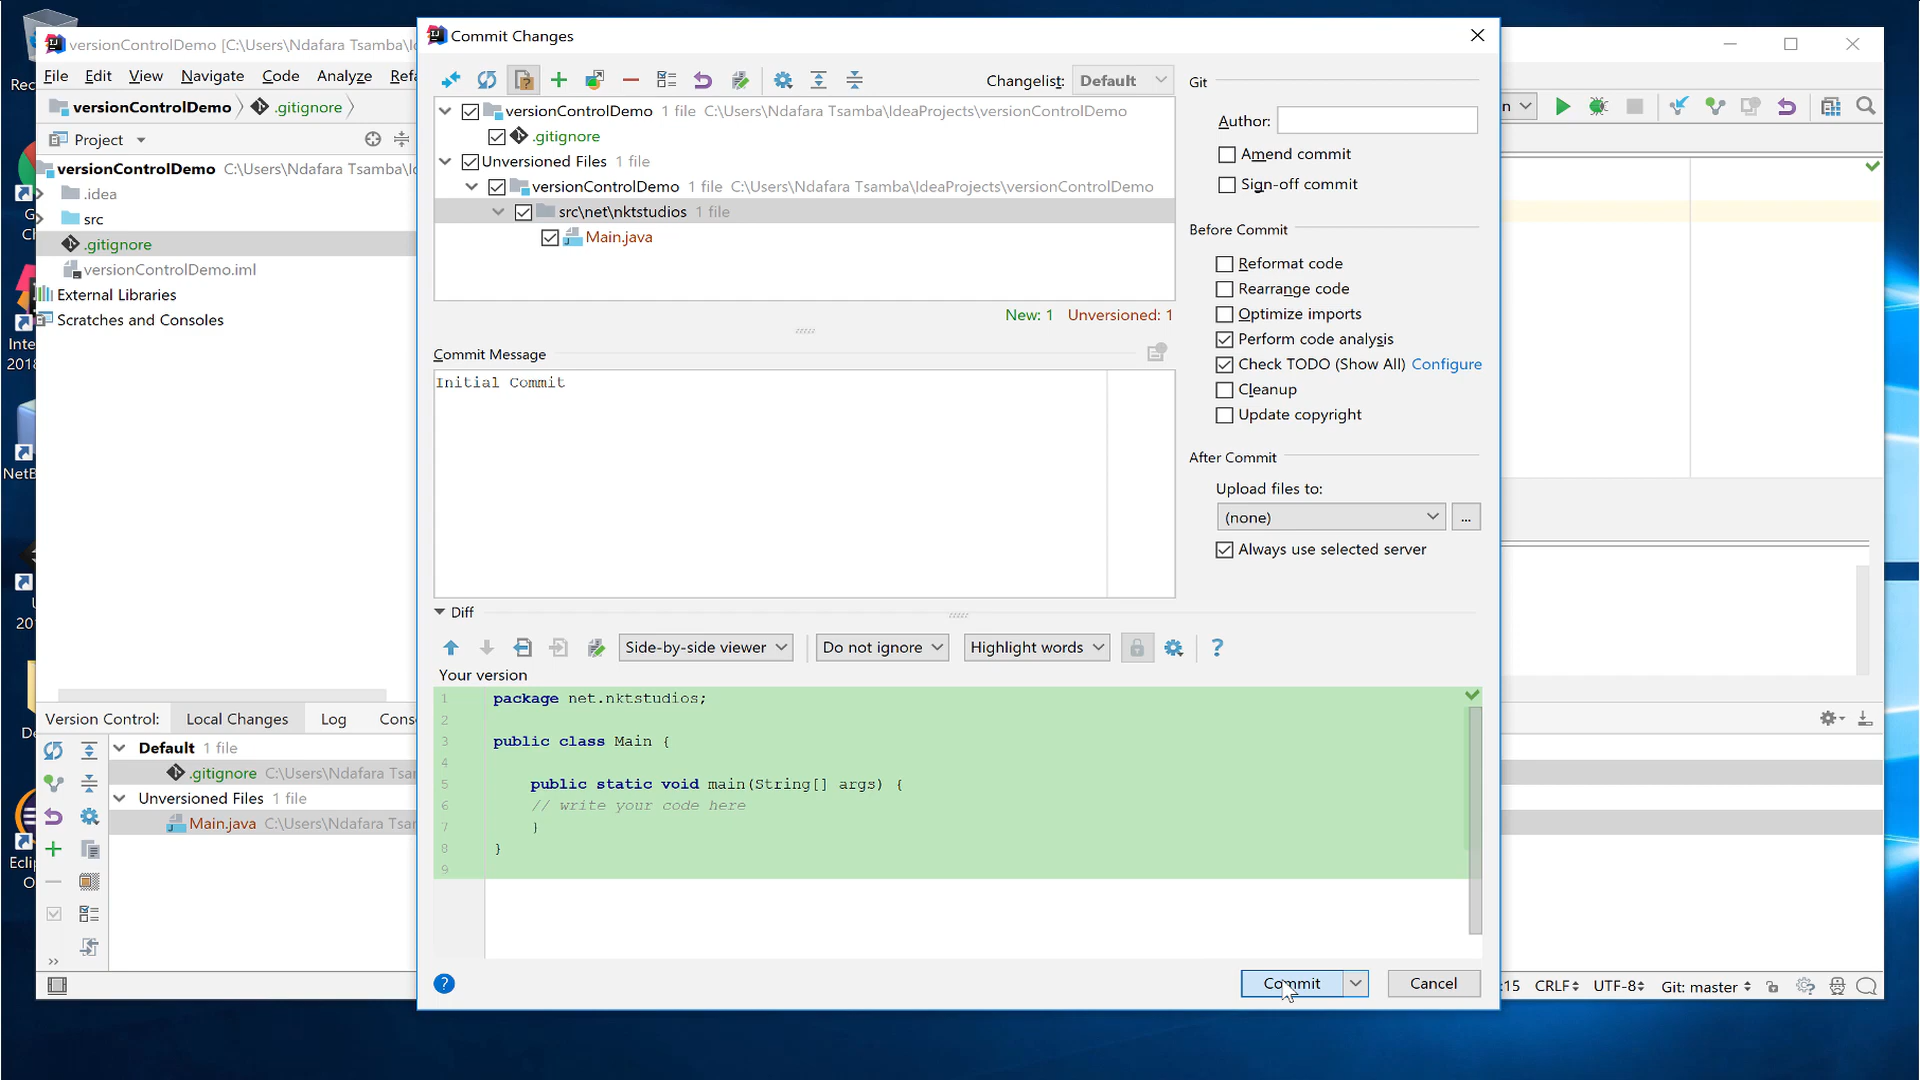 Commit Changes
versionControlDemo [C:\Users\Ndafara Tsamba\Id
File Edit View Navigate Code Analyze Refa
versionControlDemo .gitignore
Project
versionControlDemo C:\Users\Ndafara Tsamba\I
.idea
src
.gitignore
versionControlDemo.iml
External Libraries
Scratches and Consoles
Changelist: Default
versionControlDemo 1 file C:\Users\Ndafara Tsamba\IdeaProjects\versionControlDemo
.gitignore
Unversioned Files 1 file
versionControlDemo 1 file C:\Users\Ndafara Tsamba\IdeaProjects\versionControlDemo
src\net\nktstudios 1 file
Main.java
New: 1 Unversioned: 1
Commit Message
Initial Commit
Git
Author:
Amend commit
Sign-off commit
Before Commit
Reformat code
Rearrange code
Optimize imports
Perform code analysis
Check TODO (Show All) Configure
Cleanup
Update copyright
After Commit
Upload files to:
(none) ...
Always use selected server
Diff
Side-by-side viewer Do not ignore Highlight words
Your version
1 package net.nktstudios;
2
3 public class Main {
4
5 public static void main(String[] args) {
6 // write your code here
7 }
8 }
9
Commit Cancel
Version Control: Local Changes Log Cons
Default 1 file
.gitignore C:\Users\Ndafara Tsar
Unversioned Files 1 file
Main.java C:\Users\Ndafara Tsar
:15 CRLF UTF-8 Git: master